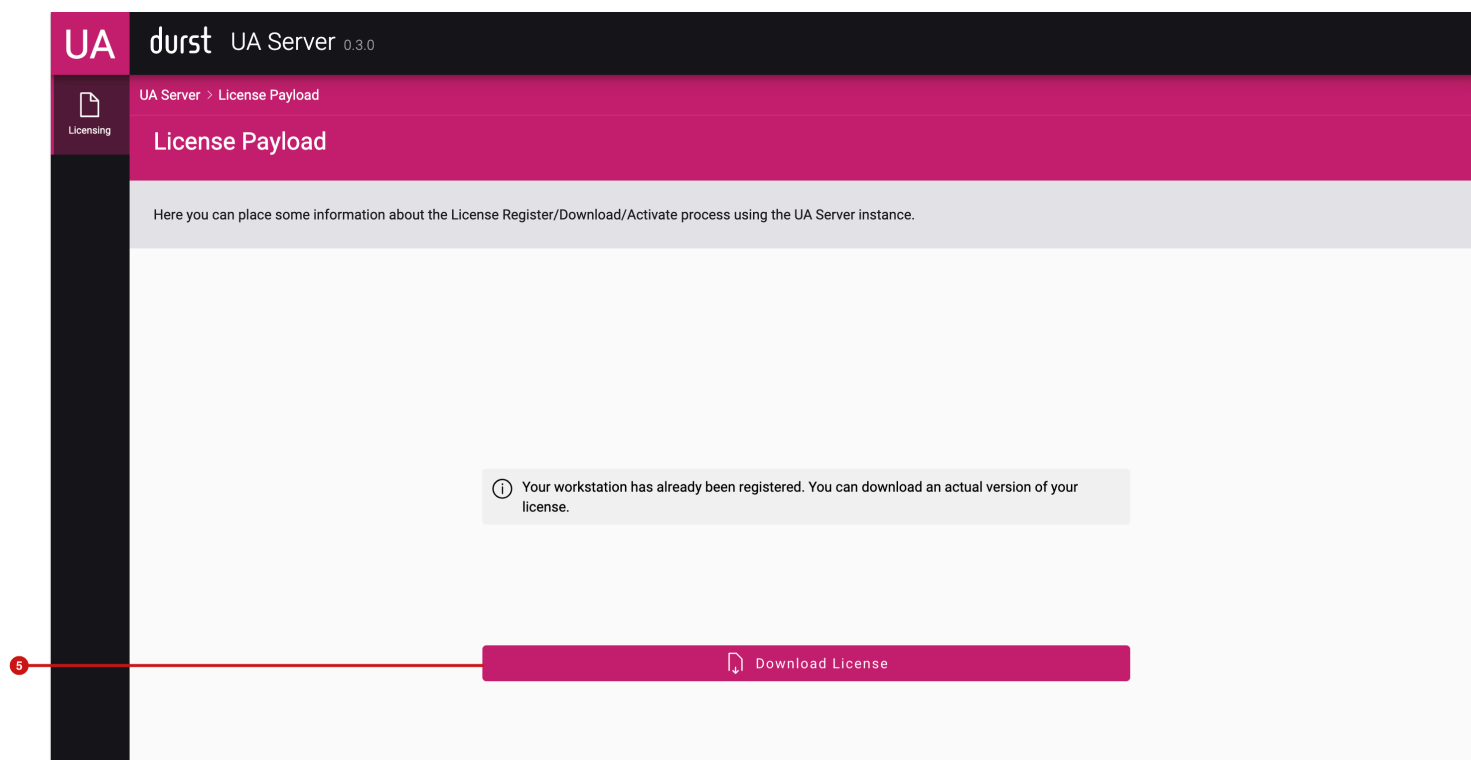 UA durst UA Server 0.3.0
UA Server > License Payload
Licensing
License Payload
Here you can place some information about the License Register/Download/Activate process using the UA Server instance.
Your workstation has already been registered. You can download an actual version of your
license.
5
Download License